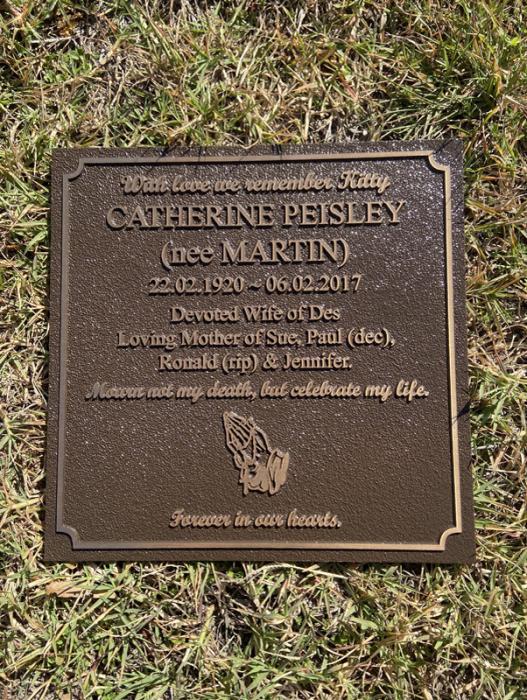 With love we remember Kitty
CATHERINE PEISLEY
(nee MARTIN)
22.02.1920 ~ 06.02.2017
Devoted Wife of Des
Loving Mother of Sue, Paul (dec),
Ronald (rip) & Jennifer.
Mourn not my death, but celebrate my life.
Forever in our hearts.